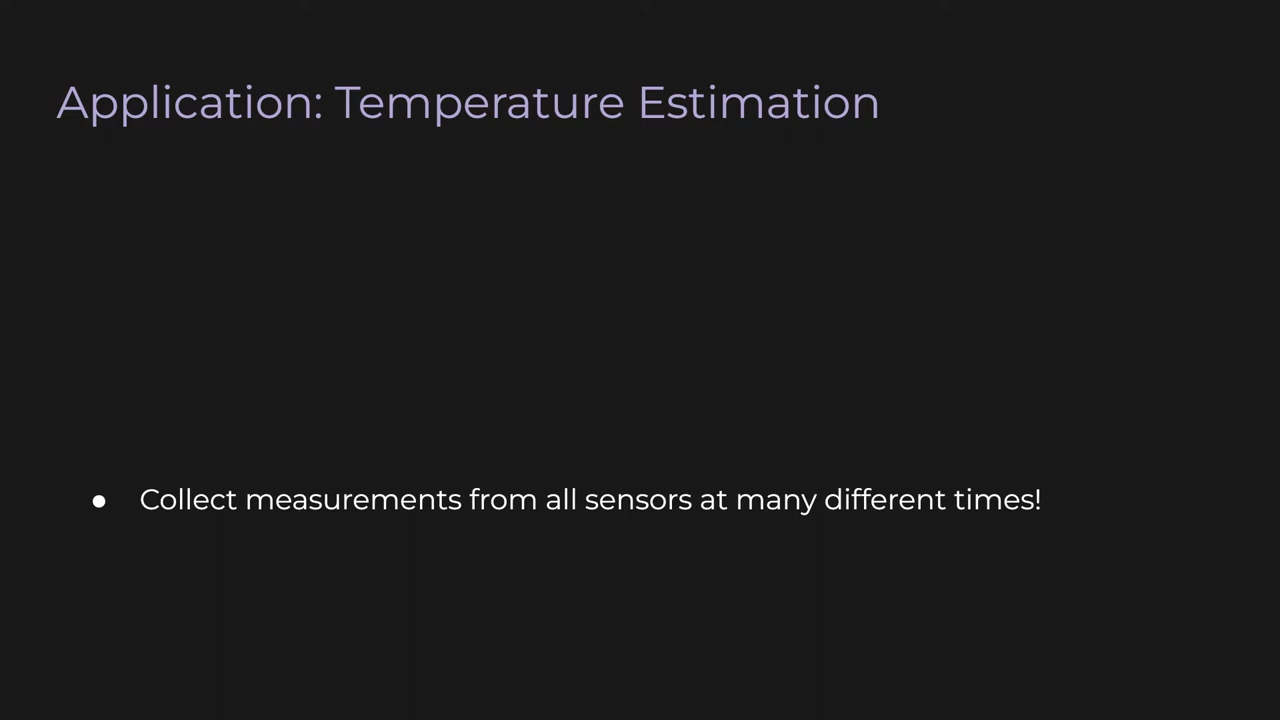 Application: Temperature Estimation
● Collect measurements from all sensors at many different times!